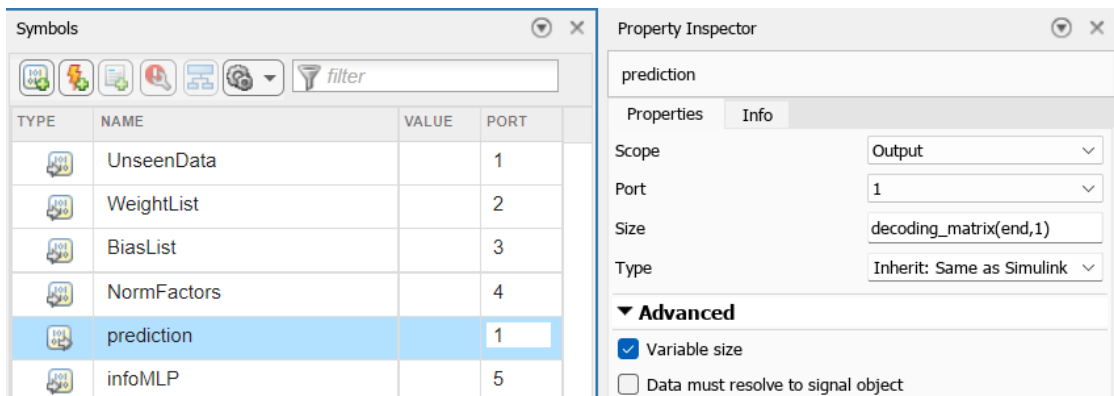 Symbols
filter
TYPE NAME VALUE PORT
UnseenData 1
WeightList 2
BiasList 3
NormFactors 4
prediction 1
infoMLP 5
Property Inspector
prediction
Properties Info
Scope Output
Port 1
Size decoding_matrix(end,1)
Type Inherit: Same as Simulink
Advanced
Variable size
Data must resolve to signal object